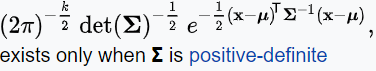 (2π)^{-k/2} det(Σ)^{-1/2} e^{-1/2 (x−μ)^T Σ^{−1}(x−μ)},
exists only when Σ is positive-definite